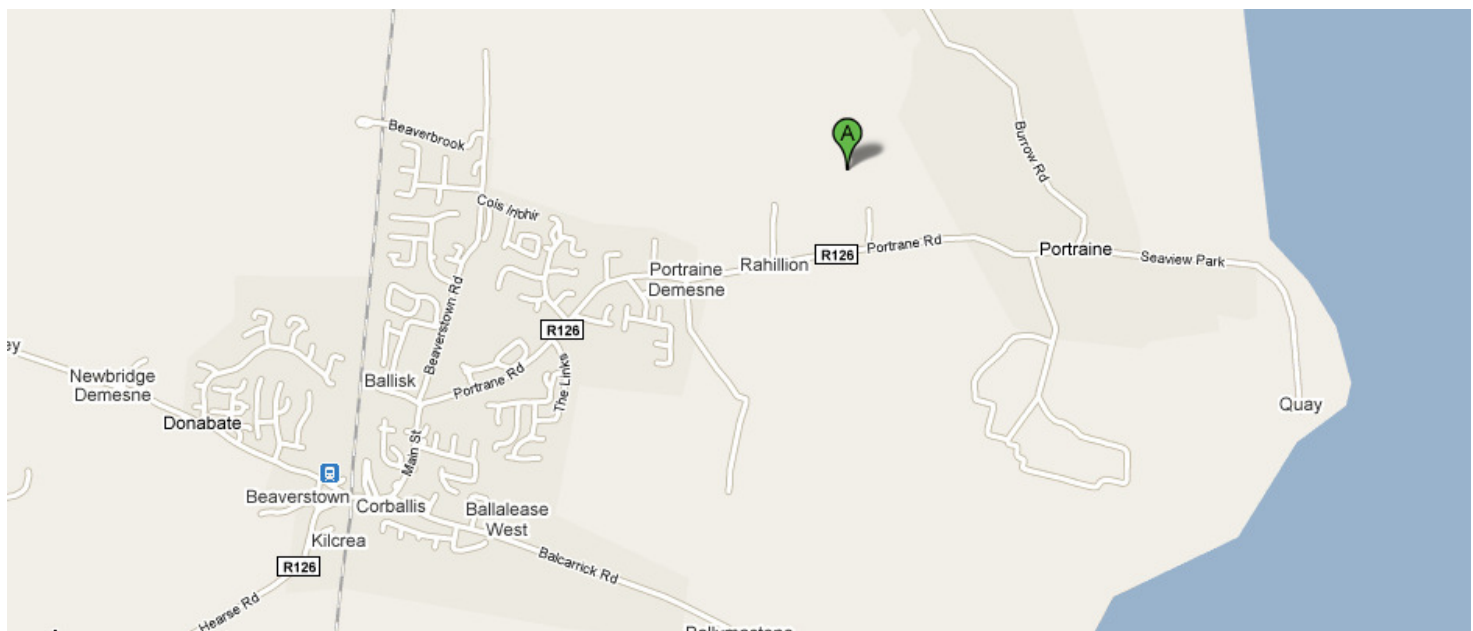 A
Beaverbrook
Burrow Rd
Cois Inbhir
Portrane Rd
Portraine
R126
Seaview Park
Rahillion
Portraine
Demesne
Beaverstown Rd
R126
ey
Newbridge
Demesne
Ballisk
Portrane Rd
The Links
Quay
Donabate
Main St
Beaverstown
Corballis
Ballalease
West
Kilcrea
R126
Balcarrick Rd
Hearse Rd